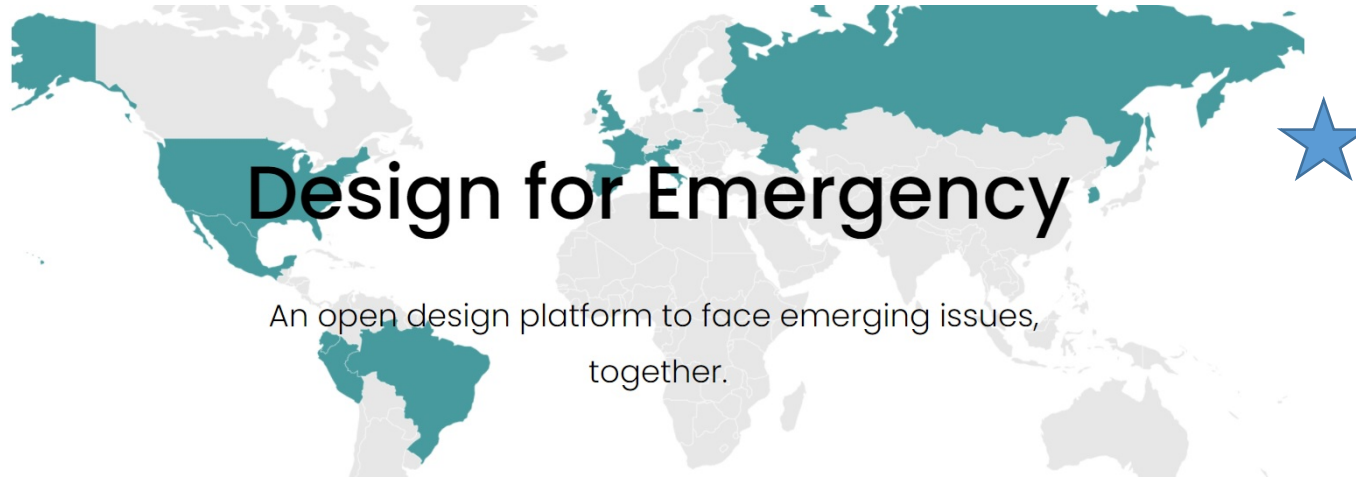 Design for Emergency
An open design platform to face emerging issues,
together.